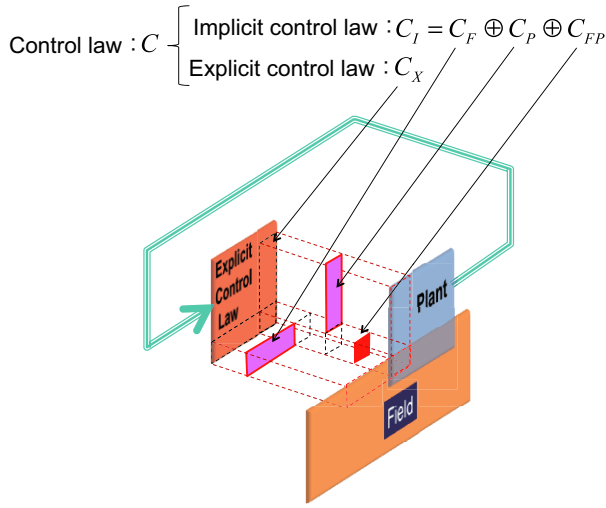 Control law : C
Implicit control law : C_I = C_F ⊕ C_P ⊕ C_FP
Explicit control law : C_X
Explicit
Control
Law
Plant
Field